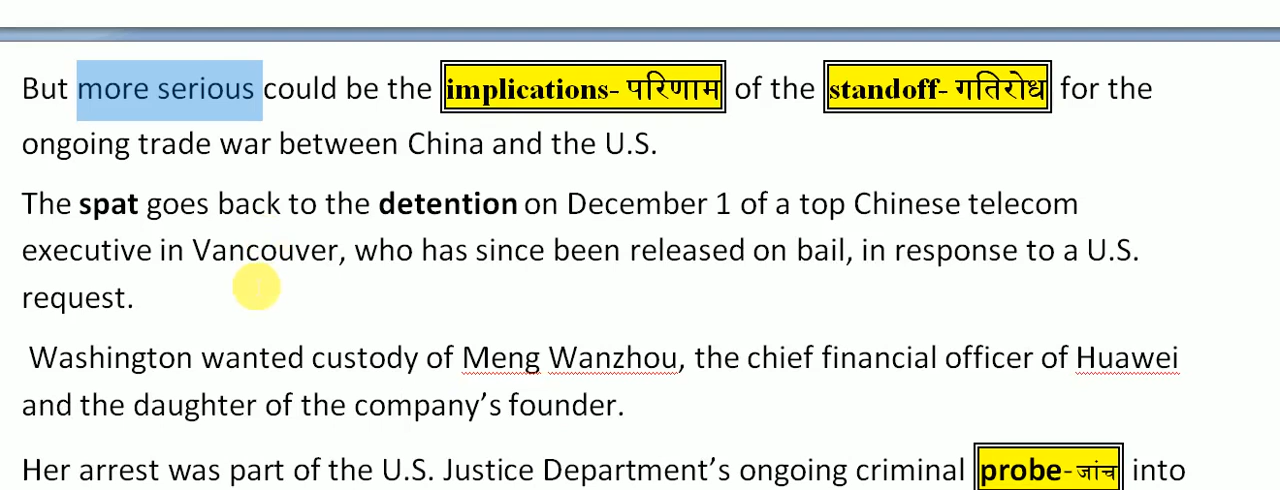 But more serious could be the implications- परिणाम of the standoff- गतिरोध for the
ongoing trade war between China and the U.S.
The spat goes back to the detention on December 1 of a top Chinese telecom
executive in Vancouver, who has since been released on bail, in response to a U.S.
request.
Washington wanted custody of Meng Wanzhou, the chief financial officer of Huawei
and the daughter of the company’s founder.
Her arrest was part of the U.S. Justice Department’s ongoing criminal probe- जांच into